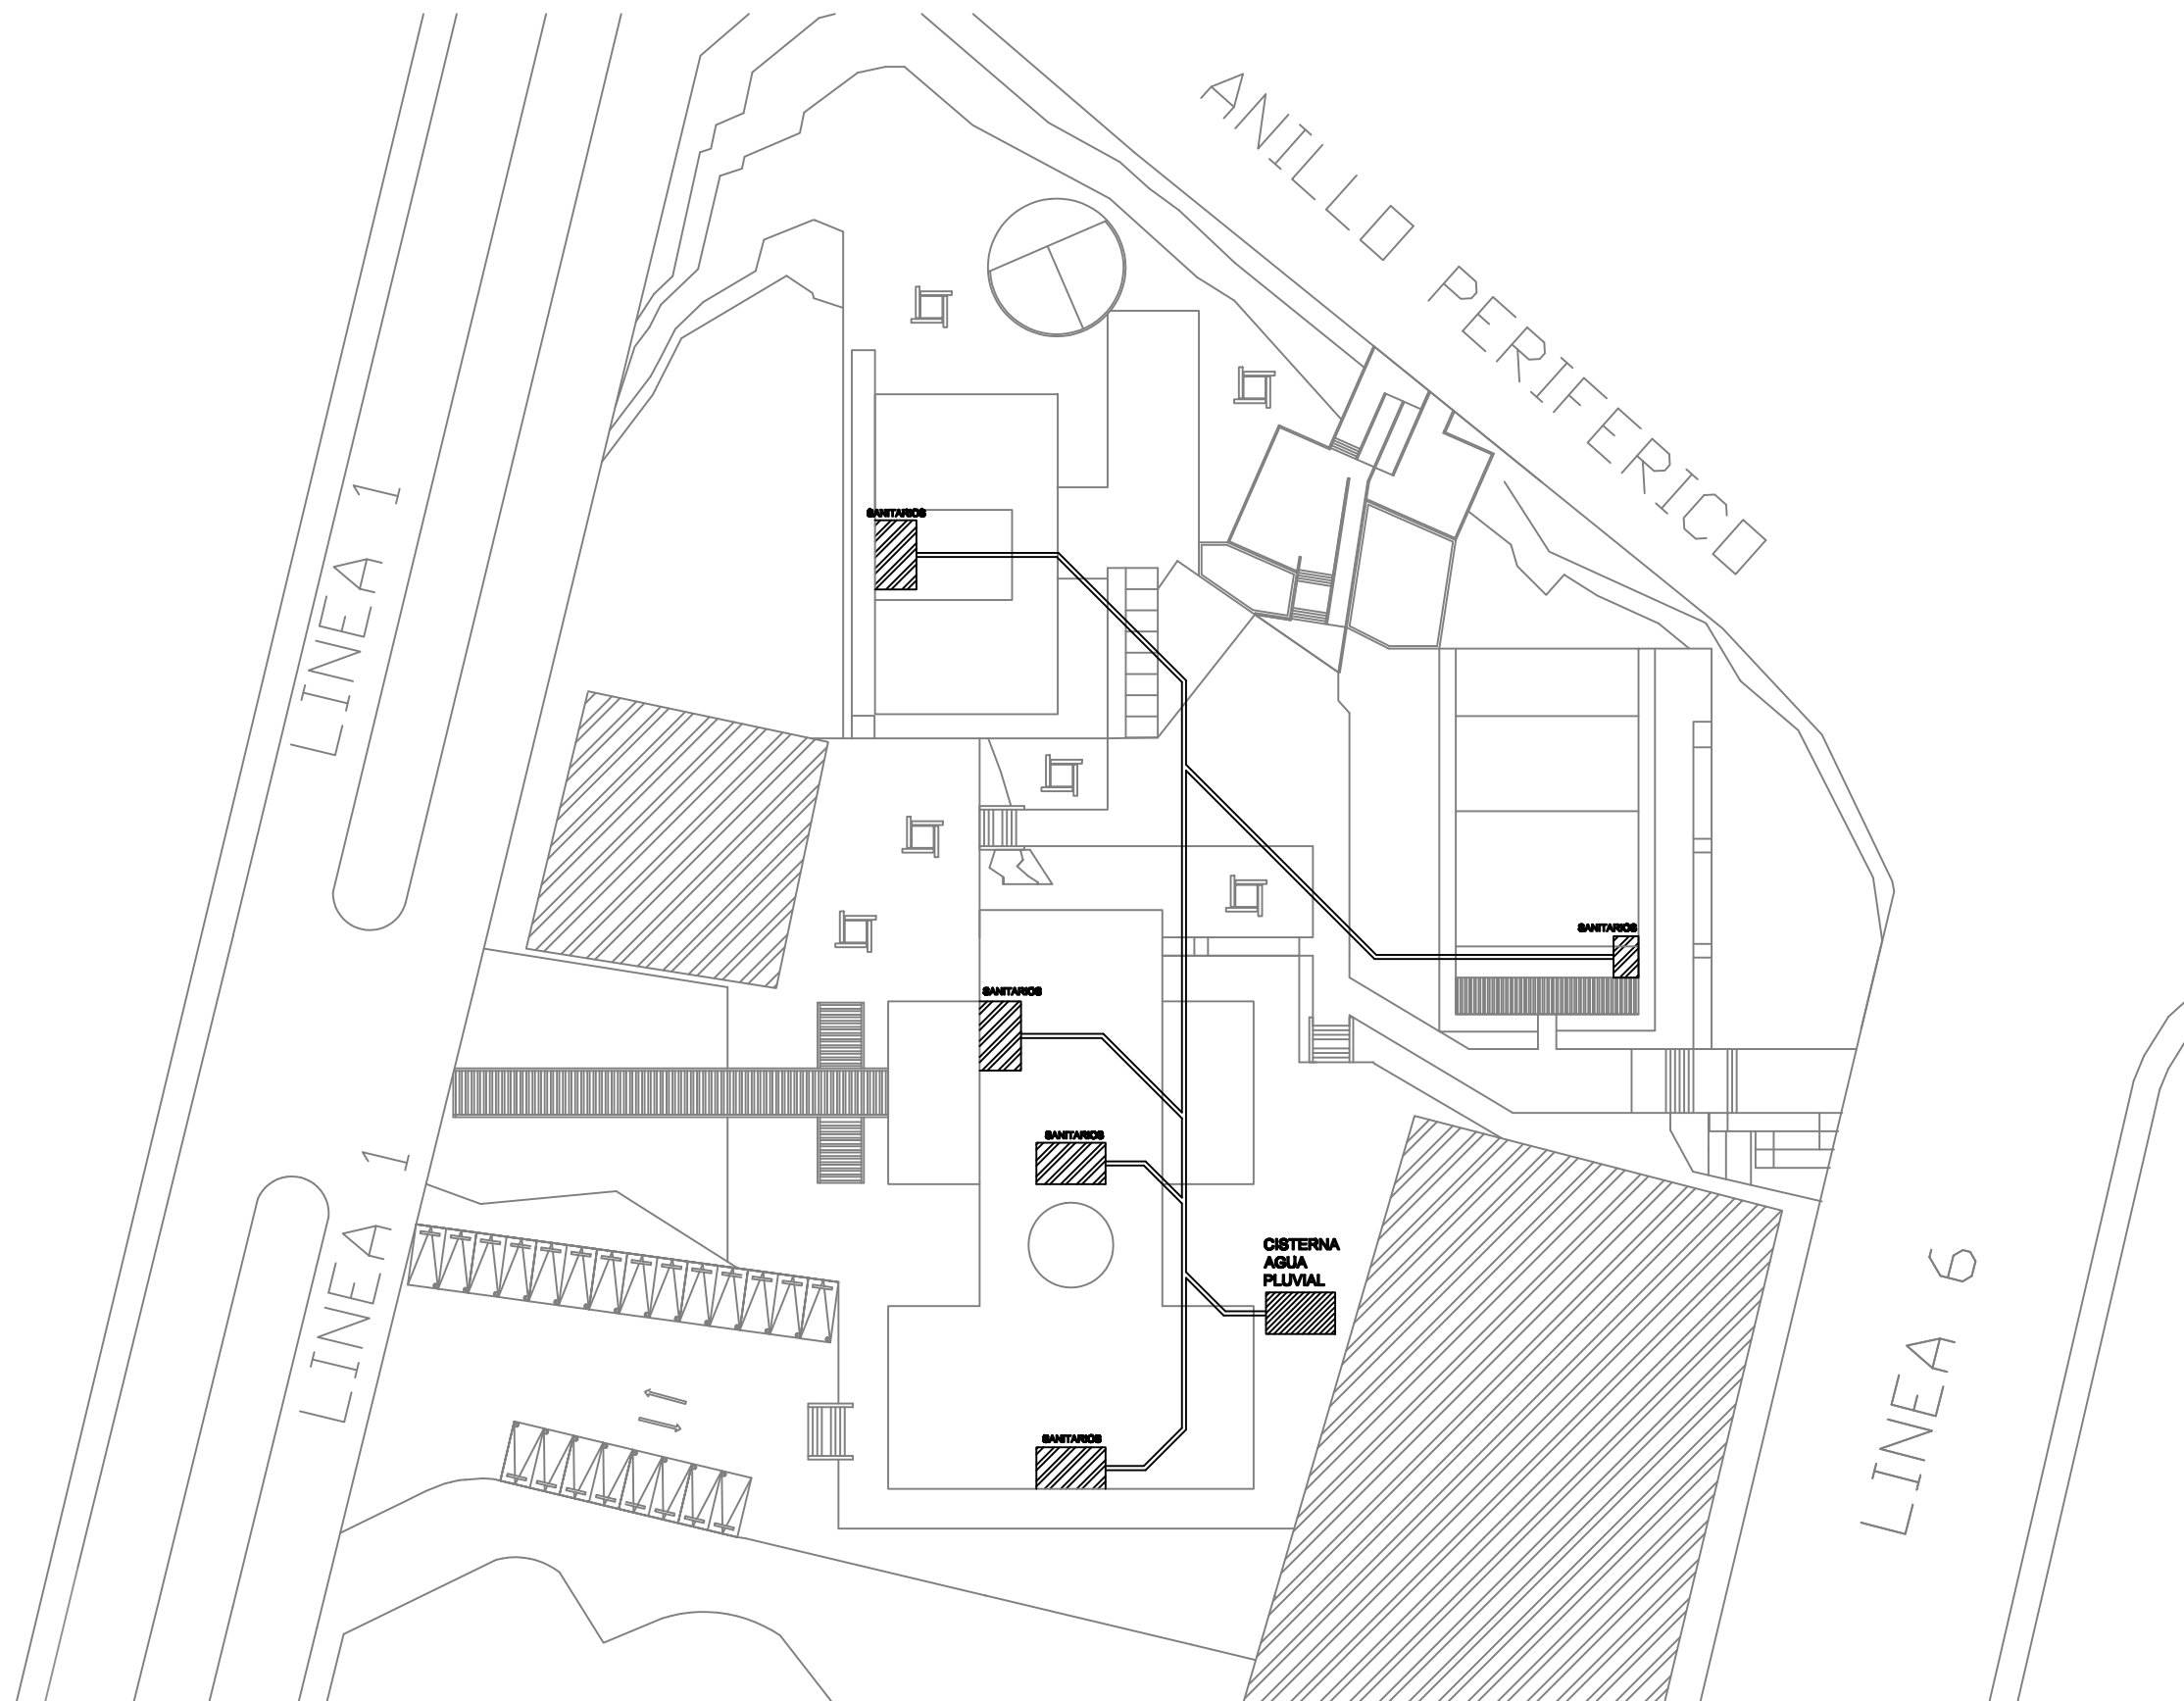 ANILLO PERIFERICO
LINEA 1
SANITARIOS
SANITARIOS
SANITARIOS
SANITARIOS
LINEA 1
CISTERNA
AGUA
PLUVIAL
LINEA 6
SANITARIOS